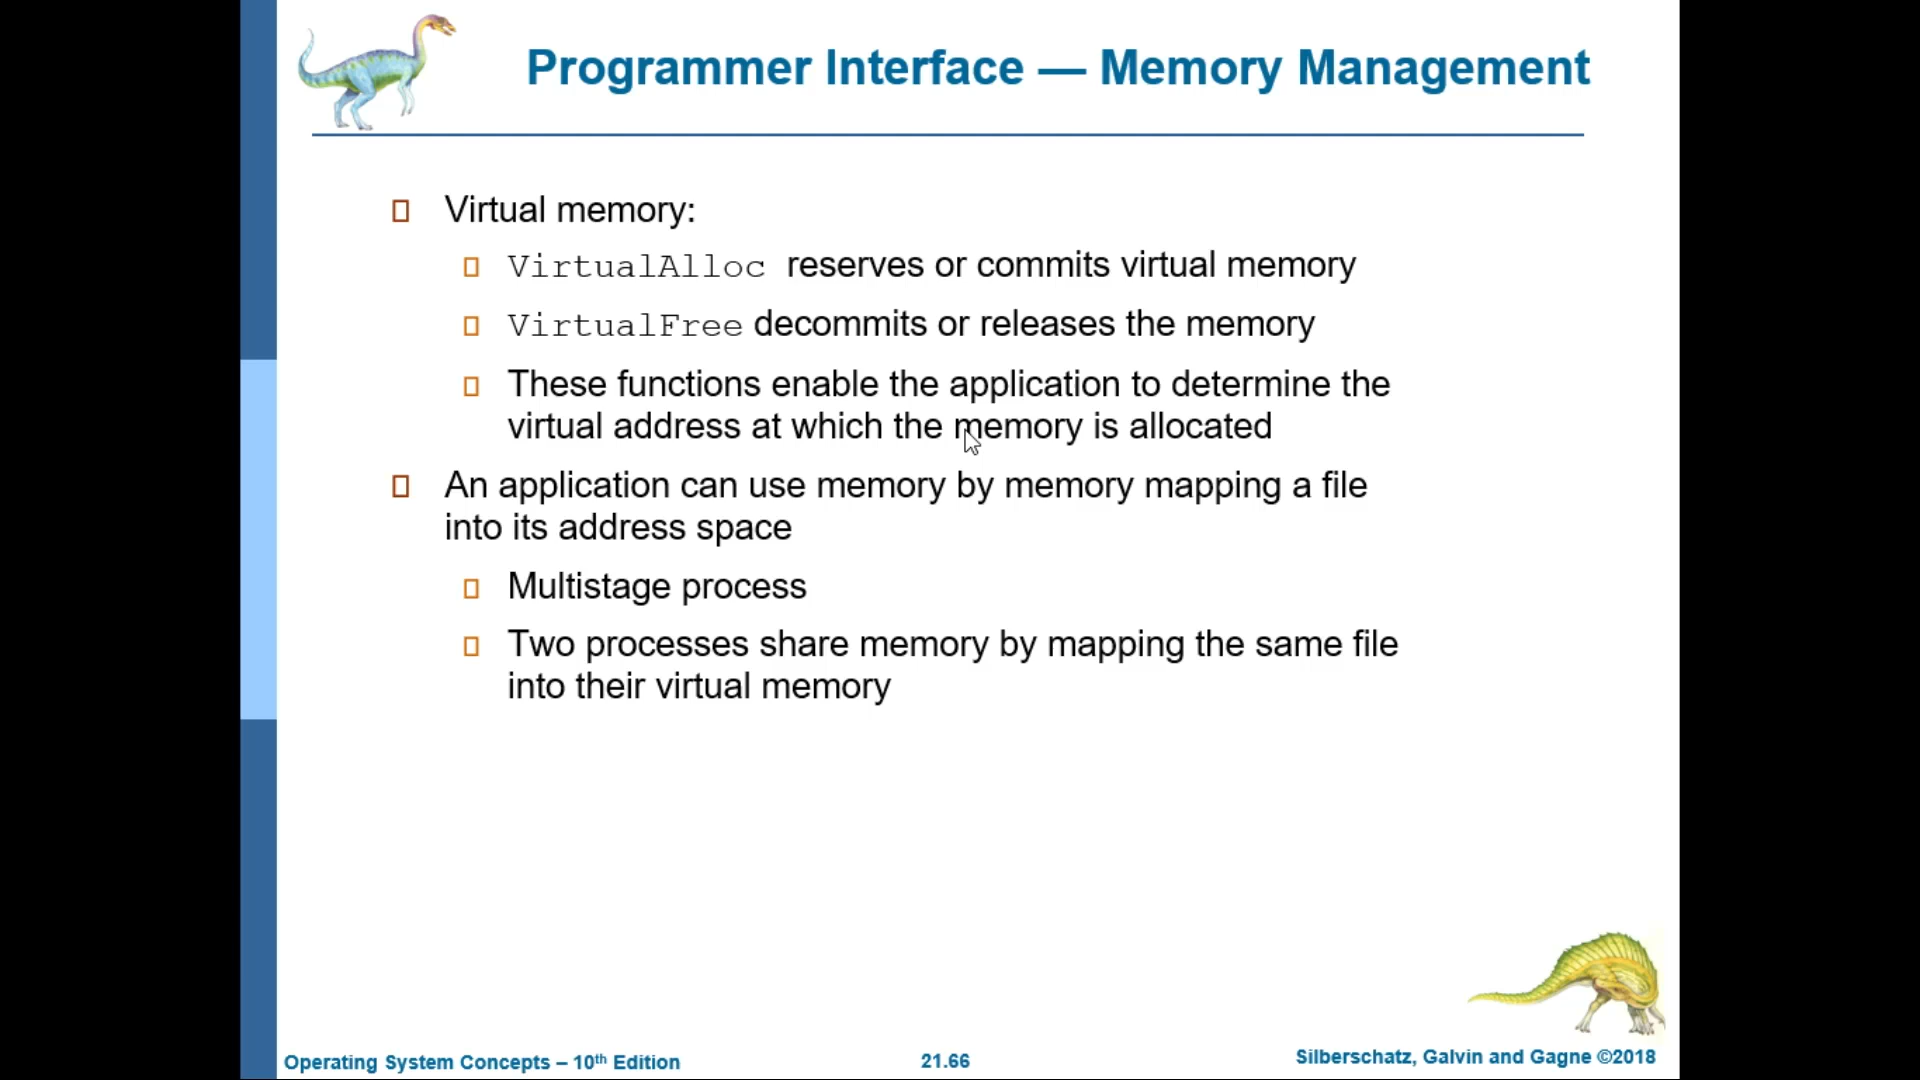 Programmer Interface — Memory Management
Virtual memory:
VirtualAlloc reserves or commits virtual memory
VirtualFree decommits or releases the memory
These functions enable the application to determine the
virtual address at which the memory is allocated
An application can use memory by memory mapping a file
into its address space
Multistage process
Two processes share memory by mapping the same file
into their virtual memory
Operating System Concepts – 10th Edition
21.66
Silberschatz, Galvin and Gagne ©2018